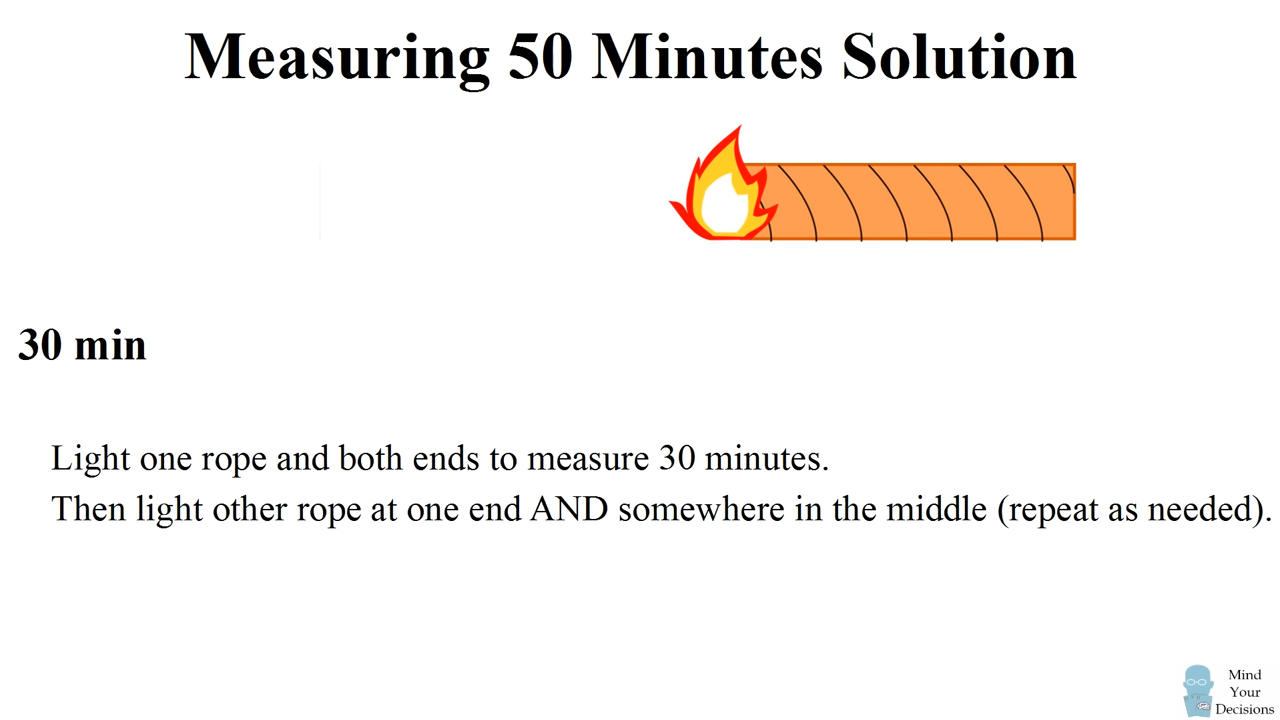 Measuring 50 Minutes Solution
30 min
Light one rope and both ends to measure 30 minutes.
Then light other rope at one end AND somewhere in the middle (repeat as needed).
Mind
Your
Decisions